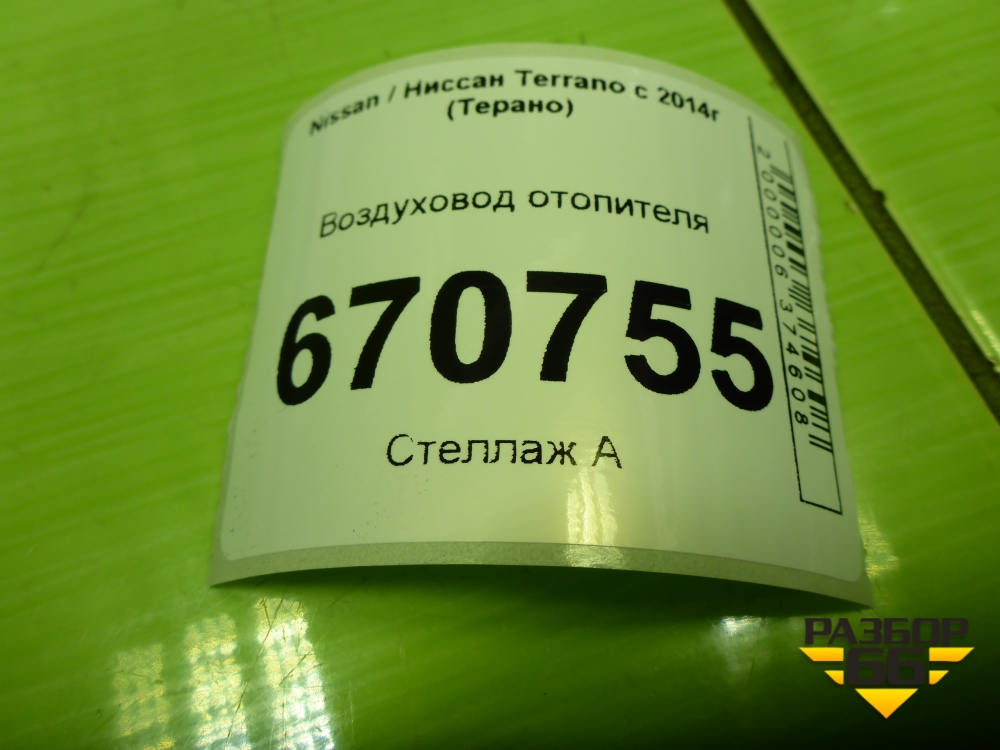 Nissan / Ниссан Terrano с 2014г
(Терано)
Воздуховод отопителя
670755
Стеллаж А
2000006374608
РАЗБОР
66